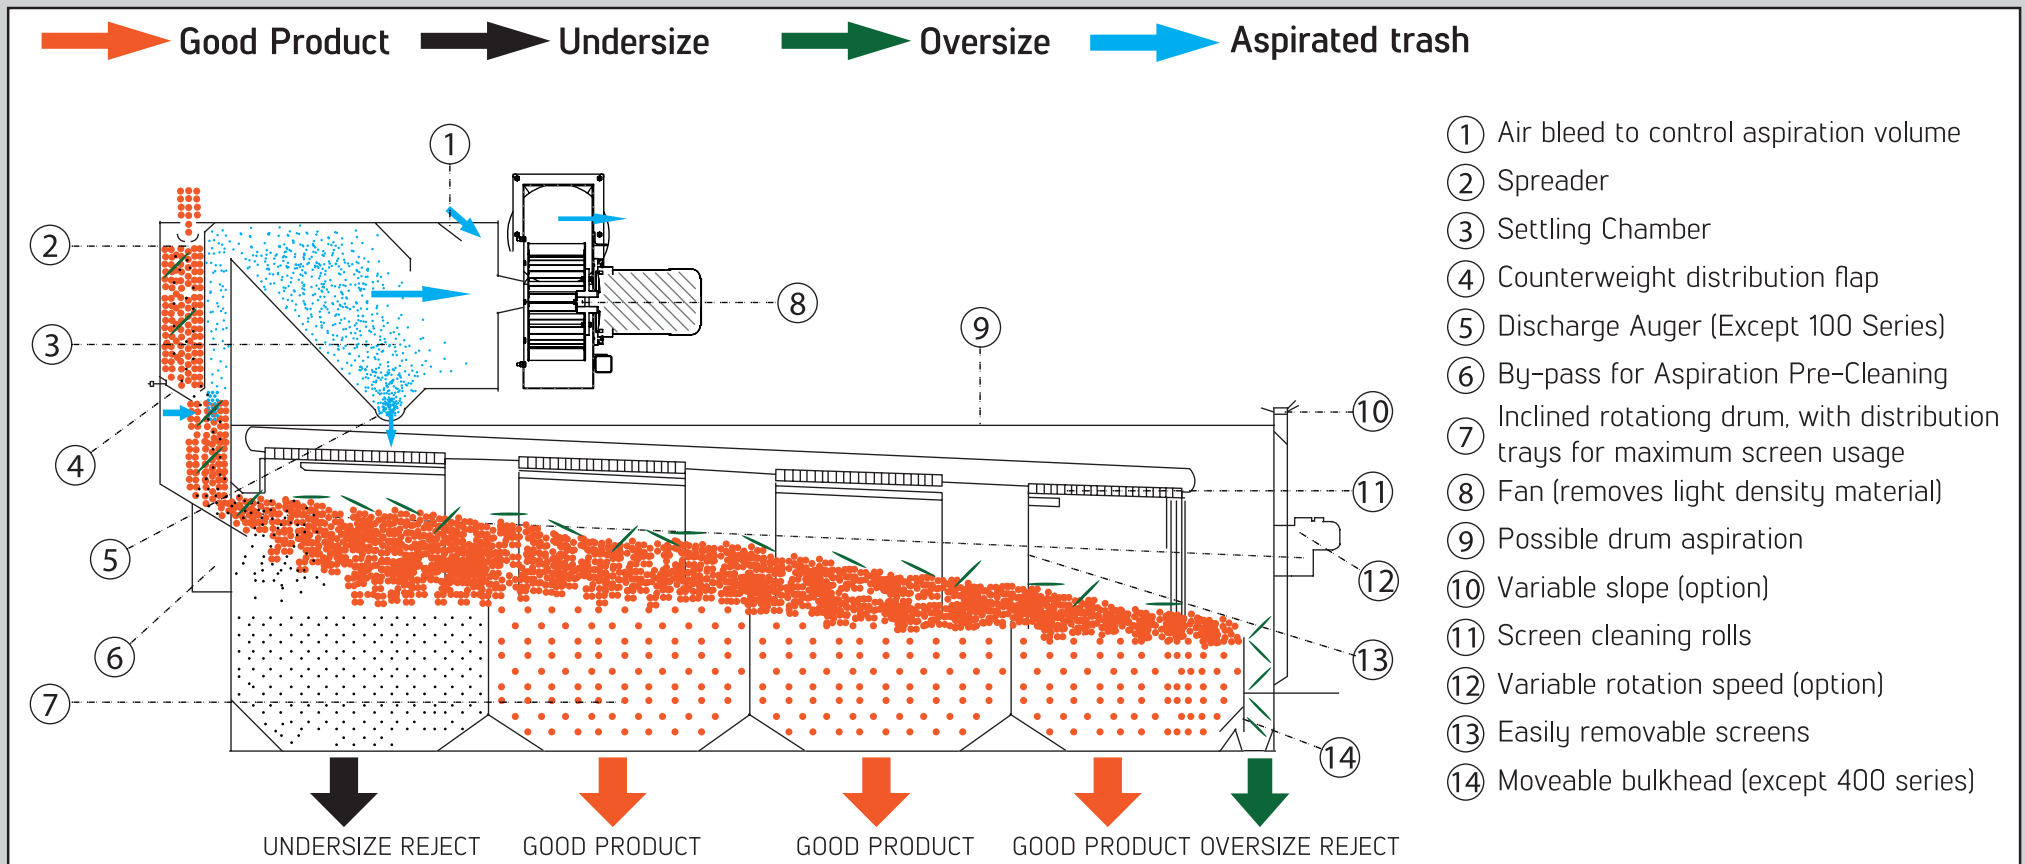 Good Product
Undersize
Oversize
Aspirated trash
1 Air bleed to control aspiration volume
2 Spreader
3 Settling Chamber
4 Counterweight distribution flap
5 Discharge Auger (Except 100 Series)
6 By-pass for Aspiration Pre-Cleaning
7 Inclined rotationg drum, with distribution
trays for maximum screen usage
8 Fan (removes light density material)
9 Possible drum aspiration
10 Variable slope (option)
11 Screen cleaning rolls
12 Variable rotation speed (option)
13 Easily removable screens
14 Moveable bulkhead (except 400 series)
1
2
3
4
5
6
7
8
9
10
11
12
13
14
UNDERSIZE REJECT
GOOD PRODUCT
GOOD PRODUCT
GOOD PRODUCT
OVERSIZE REJECT